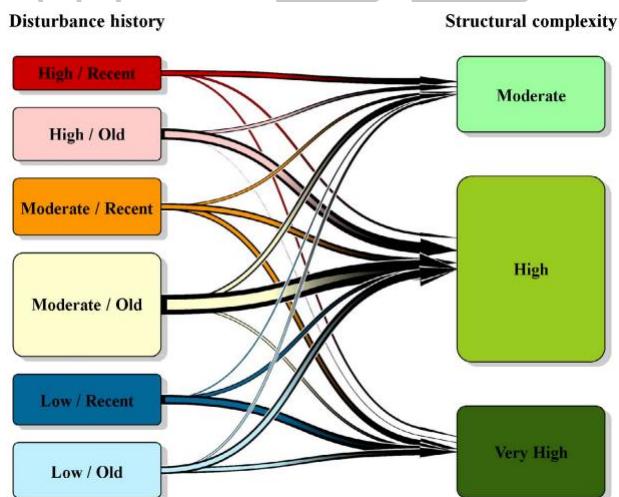 Disturbance history
Structural complexity
High / Recent
High / Old
Moderate / Recent
Moderate / Old
Low / Recent
Low / Old
Moderate
High
Very High